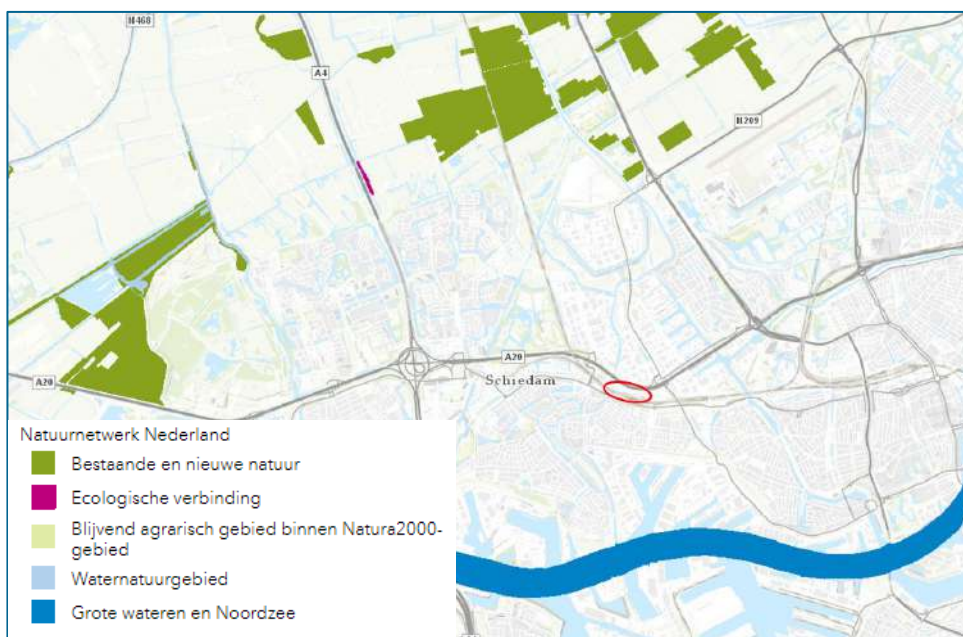 N468
A4
N209
A20
Schiedam
A20
Natuurnetwerk Nederland
Bestaande en nieuwe natuur
Ecologische verbinding
Blijvend agrarisch gebied binnen Natura2000-
gebied
Waternatuurgebied
Grote wateren en Noordzee